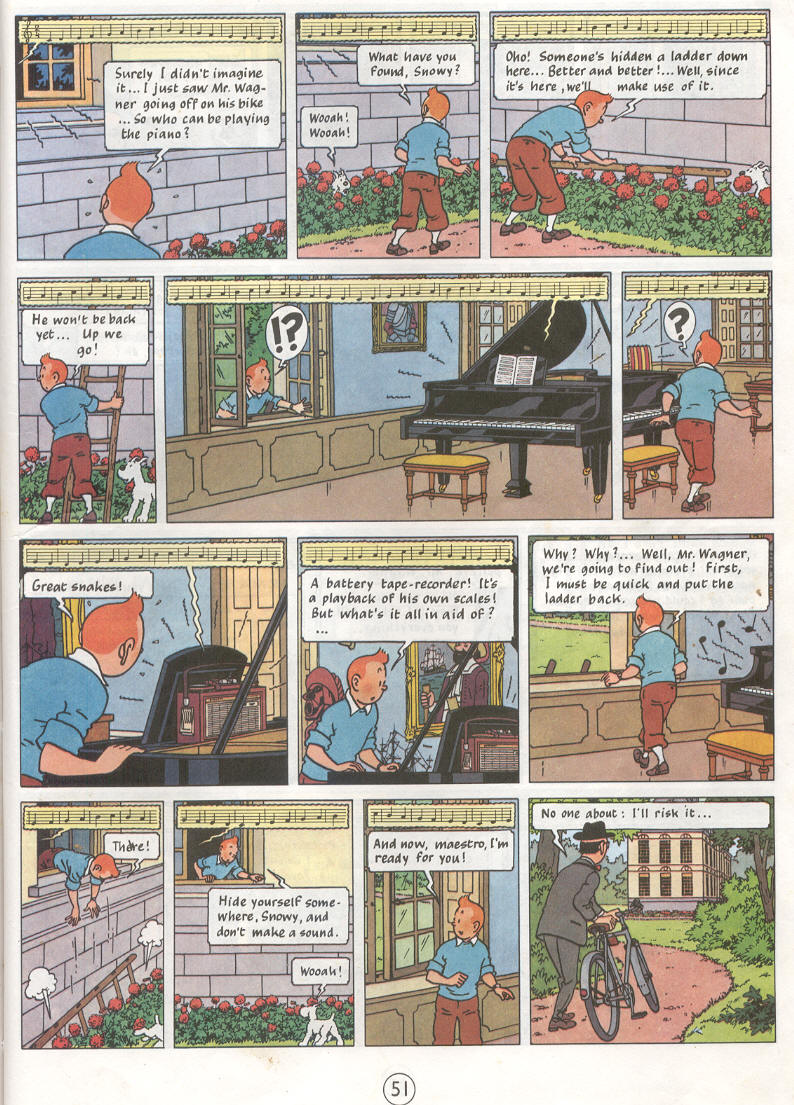 Surely I didn't imagine
it... I just saw Mr. Wag-
ner going off on his bike
... So who can be playing
the piano?
What have you
found, Snowy?
Wooah!
Wooah!
Oho! Someone's hidden a ladder down
here... Better and better!... Well, since
it's here, we'll make use of it.
He won't be back
yet... Up we
go!
!?
?
Great snakes!
A battery tape-recorder! It's
a playback of his own scales!
But what's it all in aid of?
...
Why? Why?... Well, Mr. Wagner,
we're going to find out! First,
I must be quick and put the
ladder back.
There!
Hide yourself some-
where, Snowy, and
don't make a sound.
Wooah!
And now, maestro, I'm
ready for you!
No one about: I'll risk it...
51